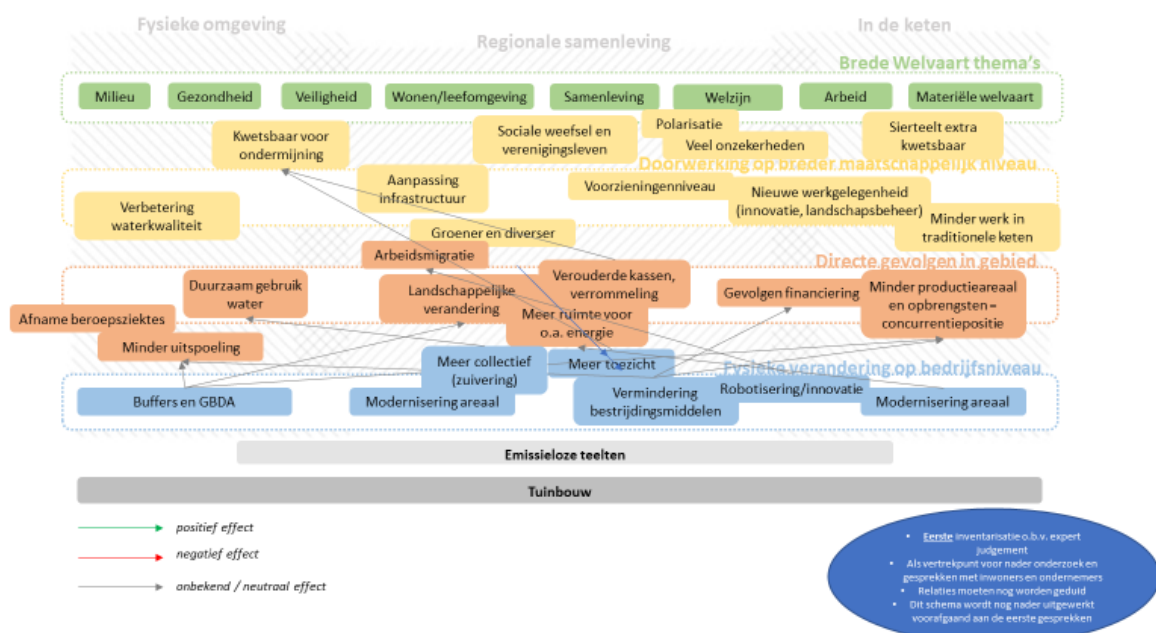 Fysieke omgeving
Regionale samenleving
In de keten
Brede Welvaart thema's
Milieu
Gezondheid
Veiligheid
Wonen/leefomgeving
Samenleving
Welzijn
Arbeid
Materiële welvaart
Kwetsbaar voor
ondermijning
Sociale weefsel en
verenigingsleven
Polarisatie
Veel onzekerheden
Sierteelt extra
kwetsbaar
Doorwerking op breder maatschappelijk niveau
Aanpassing
infrastructuur
Voorzieningenniveau
Nieuwe werkgelegenheid
(innovatie, landschapsbeheer)
Verbetering
waterkwaliteit
Minder werk in
traditionele keten
Groener en diverser
Arbeidsmigratie
Directe gevolgen in gebied
Duurzaam gebruik
water
Landschappelijke
verandering
Verouderde kassen,
verrommeling
Gevolgen financiering
Minder productieareaal
en opbrengsten =
concurrentiepositie
Meer ruimte voor
o.a. energie
Afname beroepsziektes
Minder uitspoeling
Meer collectief
(zuivering)
Meer toezicht
Fysieke verandering op bedrijfsniveau
Buffers en GBDA
Modernisering areaal
Vermindering
bestrijdingsmiddelen
Robotisering/innovatie
Modernisering areaal
Emissieloze teelten
Tuinbouw
positief effect
negatief effect
onbekend / neutraal effect
• Eerste inventarisatie o.b.v. expert
judgement
• Als vertrekpunt voor nader onderzoek en
gesprekken met inwoners en ondernemers
• Relaties moeten nog worden geduid
• Dit schema wordt nog nader uitgewerkt
voorafgaand aan de eerste gesprekken